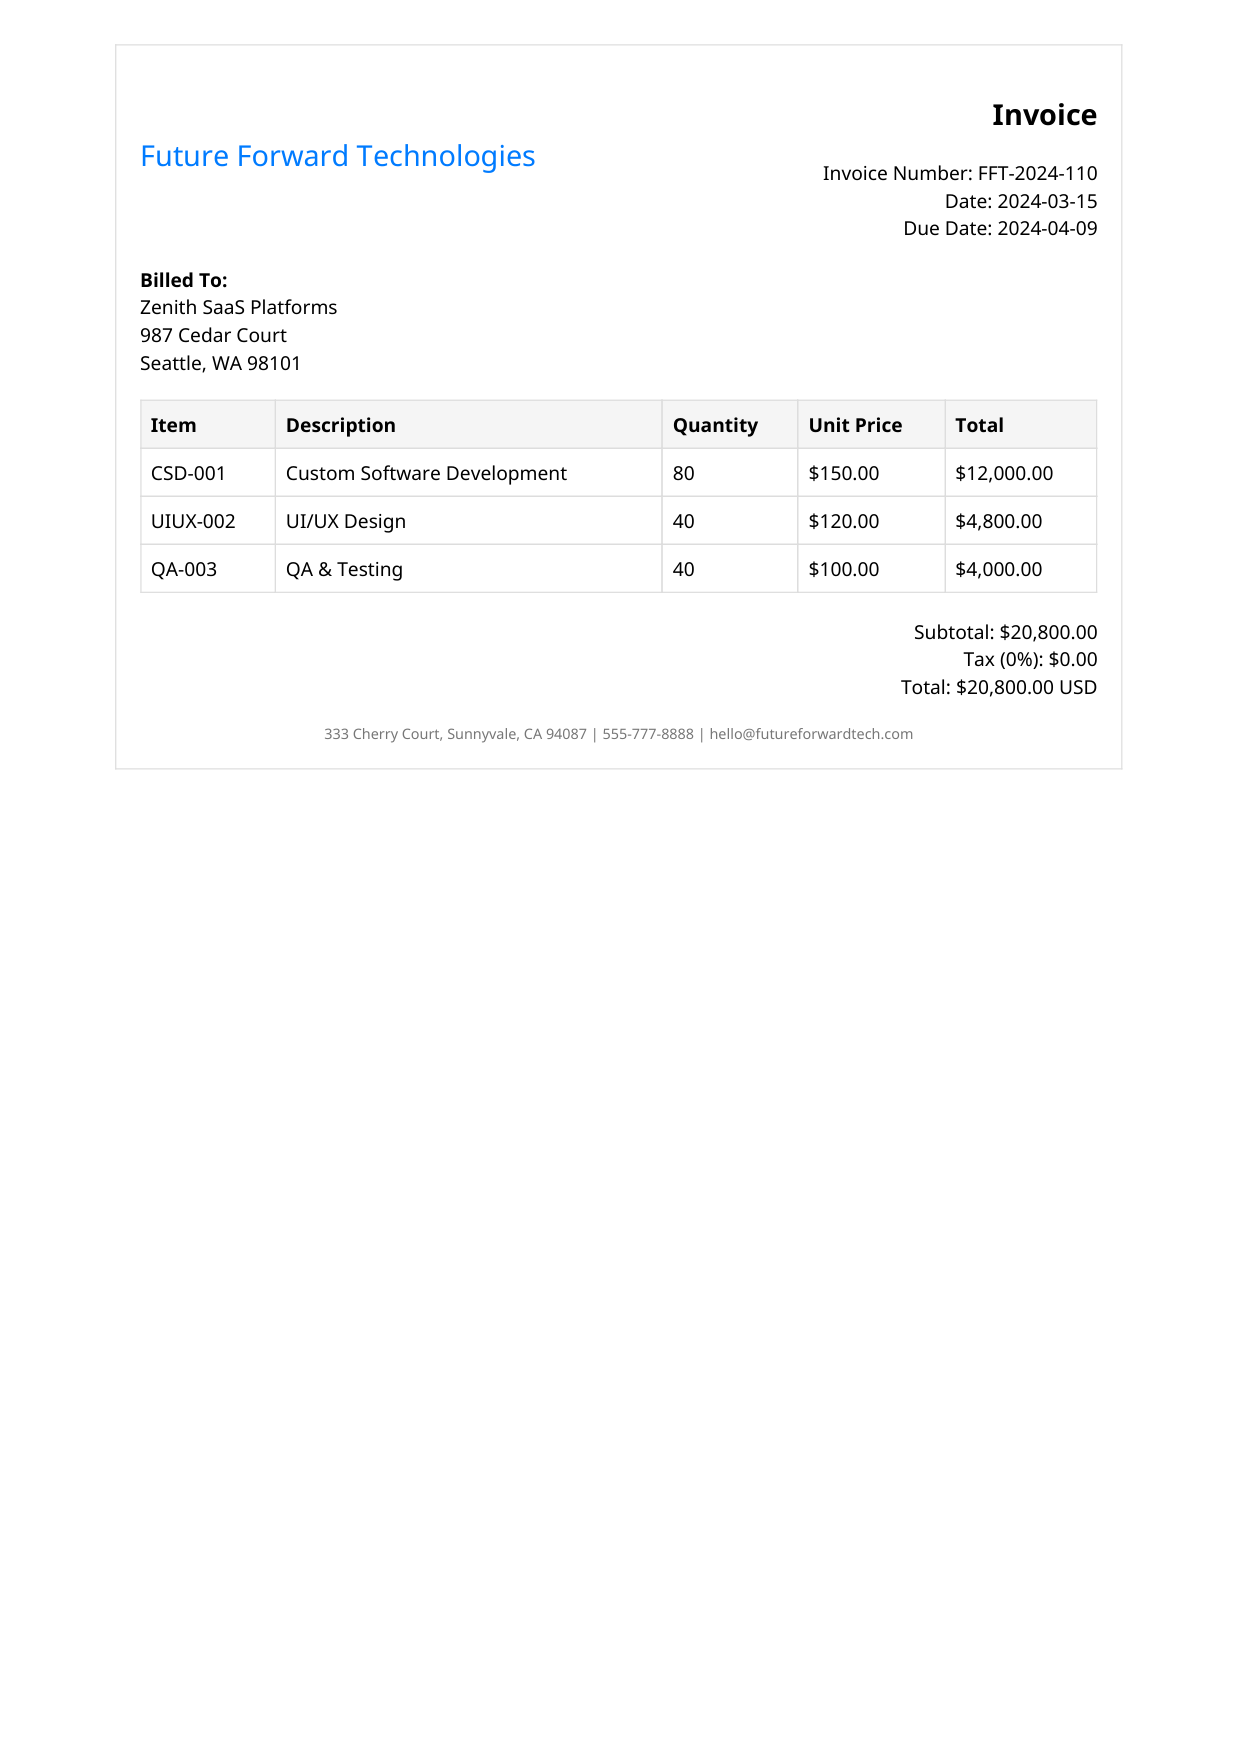 Invoice
Future Forward Technologies
Invoice Number: FFT-2024-110
Date: 2024-03-15
Due Date: 2024-04-09
Billed To:
Zenith SaaS Platforms
987 Cedar Court
Seattle, WA 98101
Item Description Quantity Unit Price Total
CSD-001 Custom Software Development 80 $150.00 $12,000.00
UIUX-002 UI/UX Design 40 $120.00 $4,800.00
QA-003 QA & Testing 40 $100.00 $4,000.00
Subtotal: $20,800.00
Tax (0%): $0.00
Total: $20,800.00 USD
333 Cherry Court, Sunnyvale, CA 94087 | 555-777-8888 | hello@futureforwardtech.com